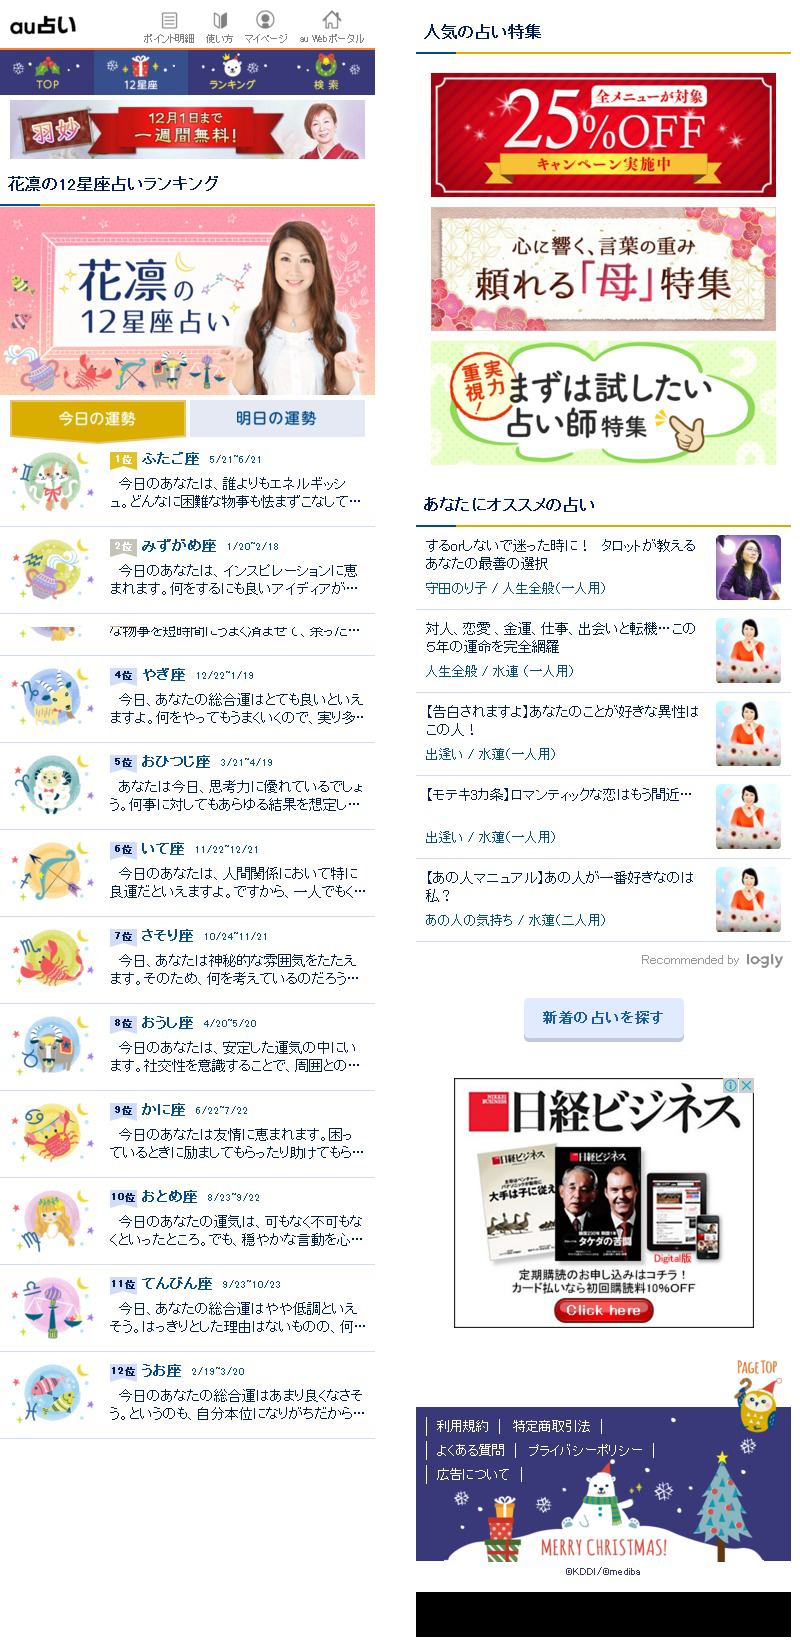 au占い
ポイント明細
使い方
マイページ
au Webポータル
TOP
12星座
ランキング
検索
羽妙
12月1日まで
一週間無料!
花凛の12星座占いランキング
花凛の
12星座占い
今日の運勢
明日の運勢
1位 ふたご座 5/21~6/21
今日のあなたは、誰よりもエネルギッシ
ュ。どんなに困難な物事も怯まずこなして…
2位 みずがめ座 1/20~2/18
今日のあなたは、インスピレーションに恵
まれます。何をするにも良いアイディアが…
な物事を短時間にうまく済ませて、余った…
4位 やぎ座 12/22~1/19
今日、あなたの総合運はとても良いといえ
ますよ。何をやってもうまくいくので、実り多…
5位 おひつじ座 3/21~4/19
あなたは今日、思考力に優れているでしょ
う。何事に対してもあらゆる結果を想定し…
6位 いて座 11/22~12/21
今日のあなたは、人間関係において特に
良運だといえますよ。ですから、一人でもく…
7位 さそり座 10/24~11/21
今日、あなたは神秘的な雰囲気をたたえ
ます。そのため、何を考えているのだろう…
8位 おうし座 4/20~5/20
今日のあなたは、安定した運気の中にい
ます。社交性を意識することで、周囲との…
9位 かに座 6/22~7/22
今日のあなたは友情に恵まれます。困っ
ているときに励ましてもらったり助けてもら…
10位 おとめ座 8/23~9/22
今日のあなたの運気は、可もなく不可もな
くといったところ。でも、穏やかな言動を心…
11位 てんびん座 9/23~10/23
今日、あなたの総合運はやや低調といえ
そう。はっきりとした理由はないものの、何…
12位 うお座 2/19~3/20
今日のあなたの総合運はあまり良くなさそ
う。というのも、自分本位になりがちだから…
人気の占い特集
全メニューが対象
25%OFF
キャンペーン実施中
心に響く、言葉の重み
頼れる「母」特集
実力重視!
まずは試したい
占い師特集
あなたにオススメの占い
するorしないで迷った時に! タロットが教える
あなたの最善の選択
守田のり子 / 人生全般(一人用)
対人、恋愛、金運、仕事、出会いと転機…この
5年の運命を完全網羅
人生全般 / 水蓮 (一人用)
【告白されますよ】あなたのことが好きな異性は
この人!
出逢い / 水蓮(一人用)
【モテキ3カ条】ロマンティックな恋はもう間近…
出逢い / 水蓮(一人用)
【あの人マニュアル】あの人が一番好きなのは
私?
あの人の気持ち / 水蓮(二人用)
Recommended by logly
新着の占いを探す
NIKKEI BUSINESS
日経ビジネス
日経ビジネス
日経ビジネス
大手は子に従え
タケダの苦闘
Digital版
定期購読のお申し込みはコチラ!
カード払いなら初回購読料10%OFF
Click here
PAGE TOP
利用規約 | 特定商取引法 |
よくある質問 | プライバシーポリシー |
広告について |
MERRY CHRISTMAS!
©KDDI/©mediba